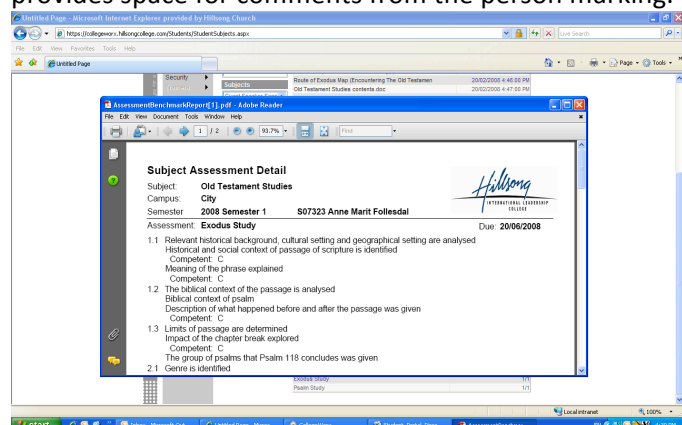 provides space for comments from the person marking.
Untitled Page - Microsoft Internet Explorer provided by Hillsong Church
https://collegeworx.hillsongcollege.com/Students/StudentSubjects.aspx
Live Search
File Edit View Favorites Tools Help
Untitled Page
Page Tools
Security
Subjects
Route of Exodus Map (Encountering The Old Testamen 20/02/2008 4:46:00 PM
Old Testament Studies contents.doc 20/02/2008 4:47:00 PM
AssessmentBenchmarkReport[1].pdf - Adobe Reader
File Edit View Document Tools Window Help
1 / 2 93.7% Find
Subject Assessment Detail
Hillsong
INTERNATIONAL LEADERSHIP
COLLEGE
Subject: Old Testament Studies
Campus: City
Semester 2008 Semester 1 S07323 Anne Marit Follesdal
Assessment: Exodus Study Due: 20/06/2008
1.1 Relevant historical background, cultural setting and geographical setting are analysed
Historical and social context of passage of scripture is identified
Competent: C
Meaning of the phrase explained
Competent: C
1.2 The biblical context of the passage is analysed
Biblical context of psalm
Description of what happened before and after the passage was given
Competent: C
1.3 Limits of passage are determined
Impact of the chapter break explored
Competent: C
The group of psalms that Psalm 118 concludes was given
2.1 Genre is identified
Exodus Study 1/1
Psalm Study 1/1
Local intranet 100%
start